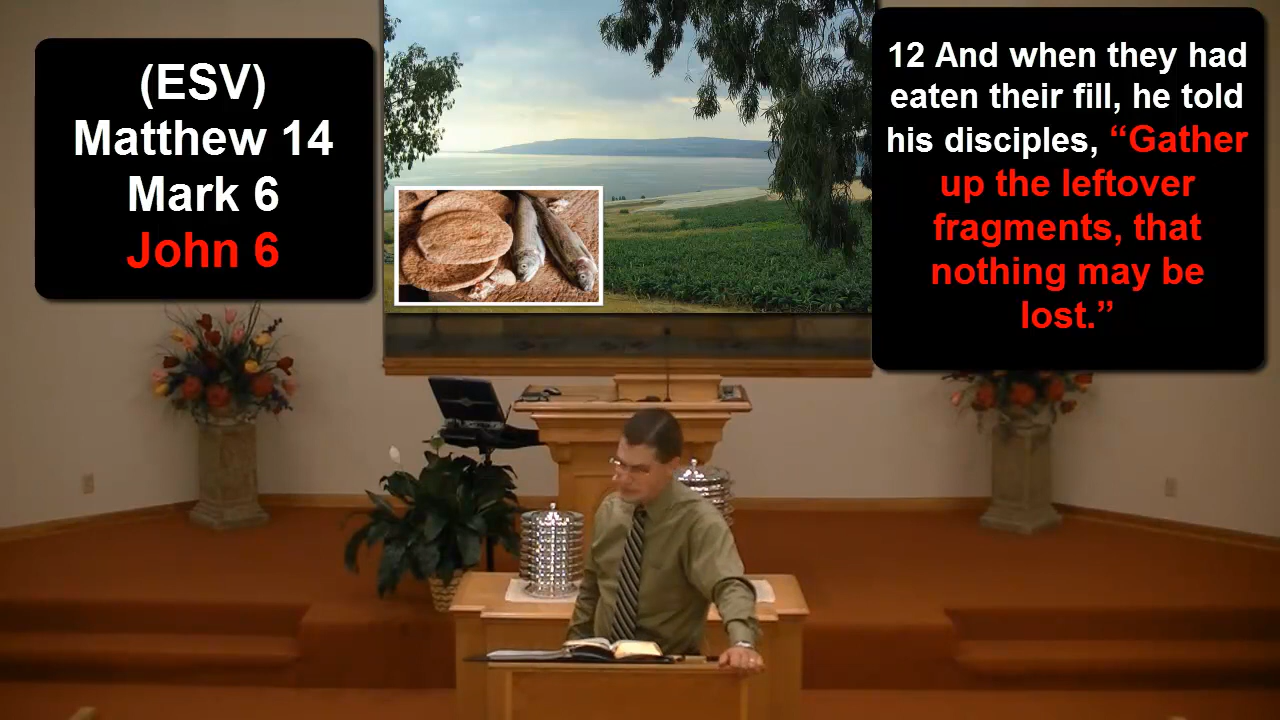 (ESV)
Matthew 14
Mark 6
John 6
12 And when they had
eaten their fill, he told
his disciples, “Gather
up the leftover
fragments, that
nothing may be
lost.”